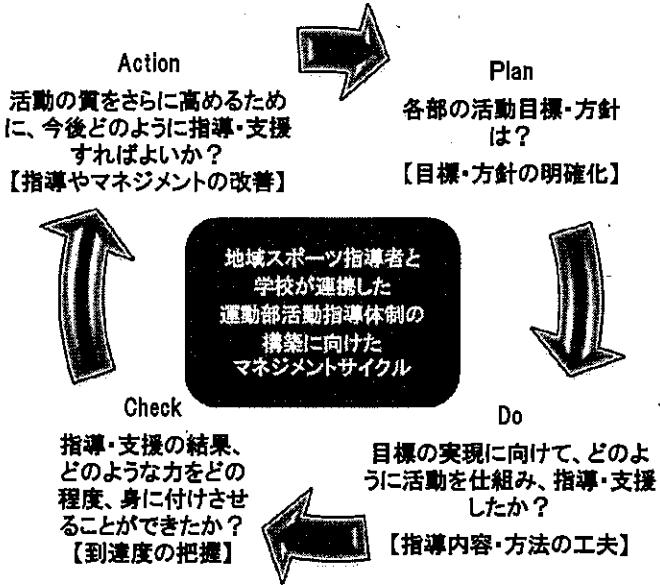 Action
活動の質をさらに高めるため
に、今後どのように指導・支援
すればよいか？
【指導やマネジメントの改善】
Plan
各部の活動目標・方針
は？
【目標・方針の明確化】
地域スポーツ指導者と
学校が連携した
運動部活動指導体制の
構築に向けた
マネジメントサイクル
Check
指導・支援の結果、
どのような力をどの
程度、身に付けさせ
ることができたか？
【到達度の把握】
Do
目標の実現に向けて、どのよ
うに活動を仕組み、指導・支援
したか？
【指導内容・方法の工夫】